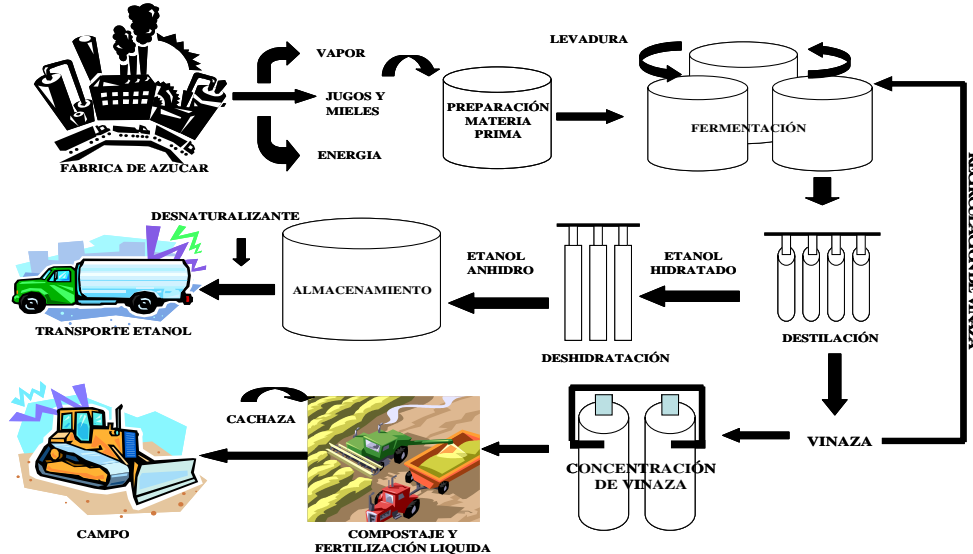 VAPOR
JUGOS Y
MIELES
ENERGIA
FABRICA DE AZUCAR
PREPARACIÓN
MATERIA
PRIMA
LEVADURA
FERMENTACIÓN
DESNATURALIZANTE
TRANSPORTE ETANOL
ALMACENAMIENTO
ETANOL
ANHIDRO
DESHIDRATACIÓN
ETANOL
HIDRATADO
DESTILACIÓN
CACHAZA
CAMPO
COMPOSTAJE Y
FERTILIZACIÓN LIQUIDA
CONCENTRACIÓN
DE VINAZA
VINAZA